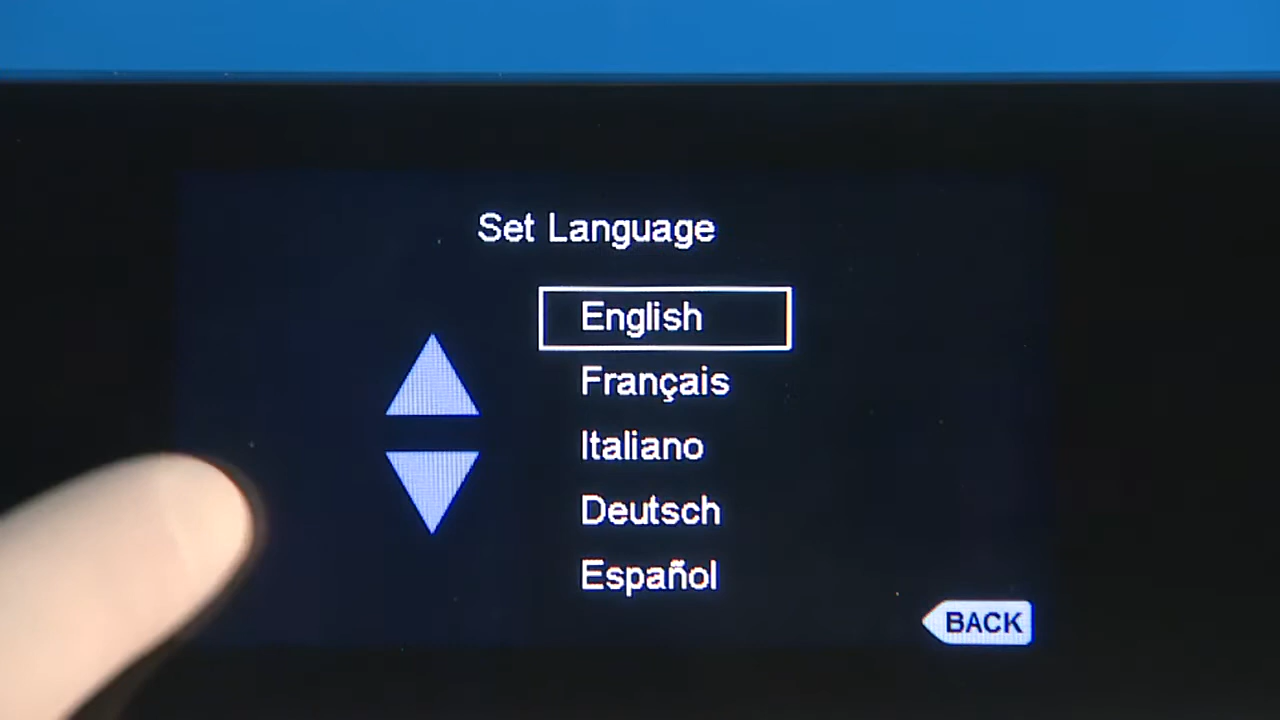 Set Language
English
Français
Italiano
Deutsch
Español
BACK